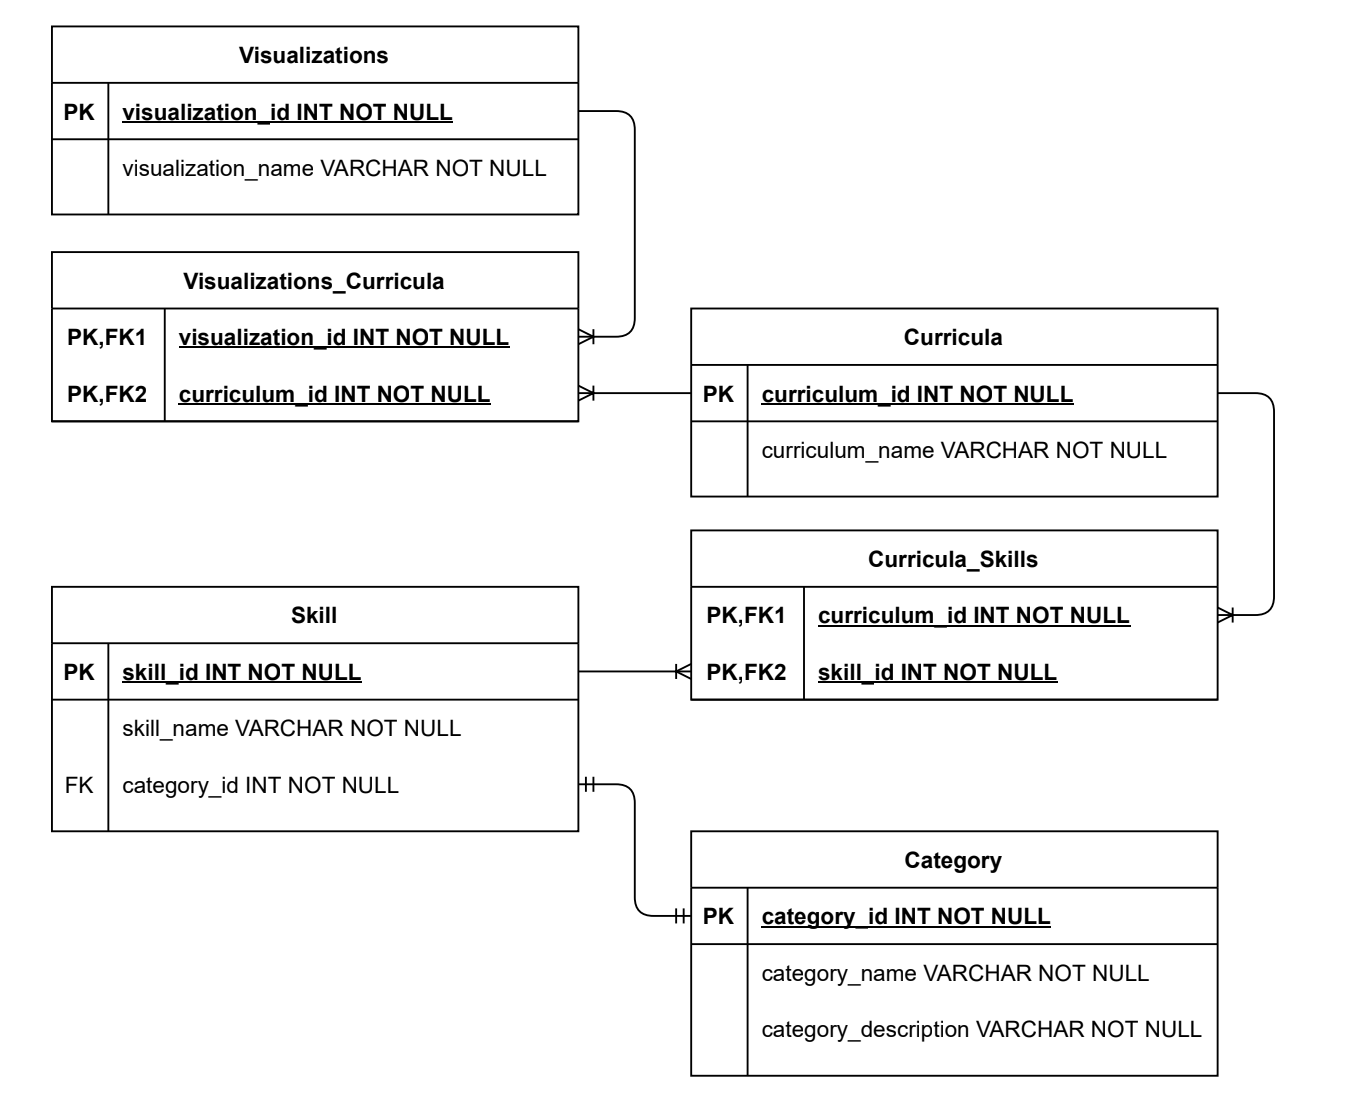 Visualizations
PK visualization_id INT NOT NULL
visualization_name VARCHAR NOT NULL
Visualizations_Curricula
PK,FK1 visualization_id INT NOT NULL
PK,FK2 curriculum_id INT NOT NULL
Curricula
PK curriculum_id INT NOT NULL
curriculum_name VARCHAR NOT NULL
Curricula_Skills
PK,FK1 curriculum_id INT NOT NULL
PK,FK2 skill_id INT NOT NULL
Skill
PK skill_id INT NOT NULL
skill_name VARCHAR NOT NULL
FK category_id INT NOT NULL
Category
PK category_id INT NOT NULL
category_name VARCHAR NOT NULL
category_description VARCHAR NOT NULL